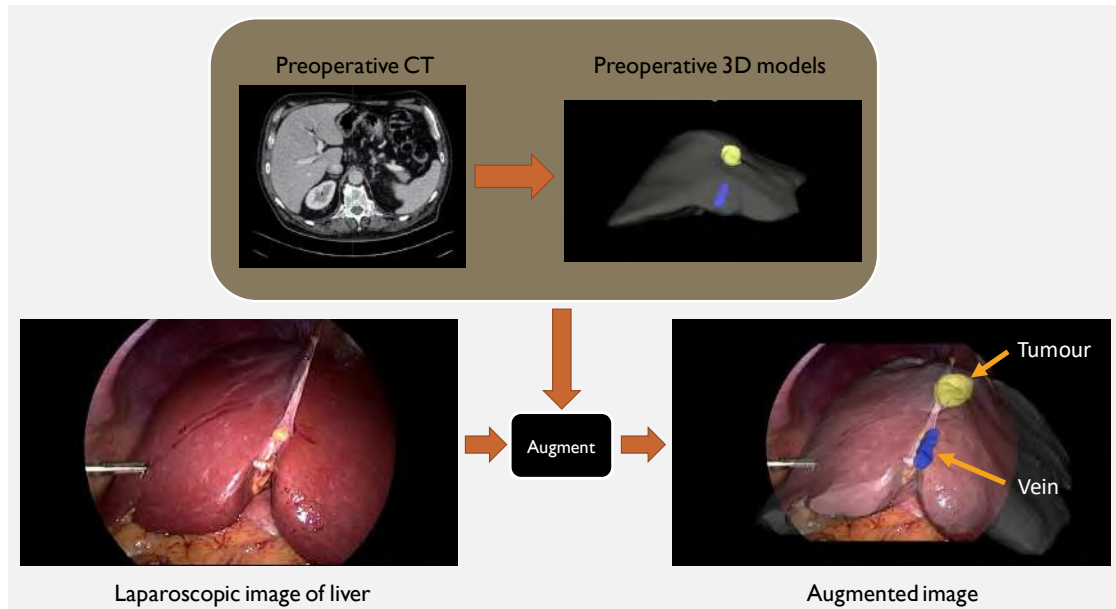 Preoperative CT
Preoperative 3D models
Augment
Tumour
Vein
Laparoscopic image of liver
Augmented image